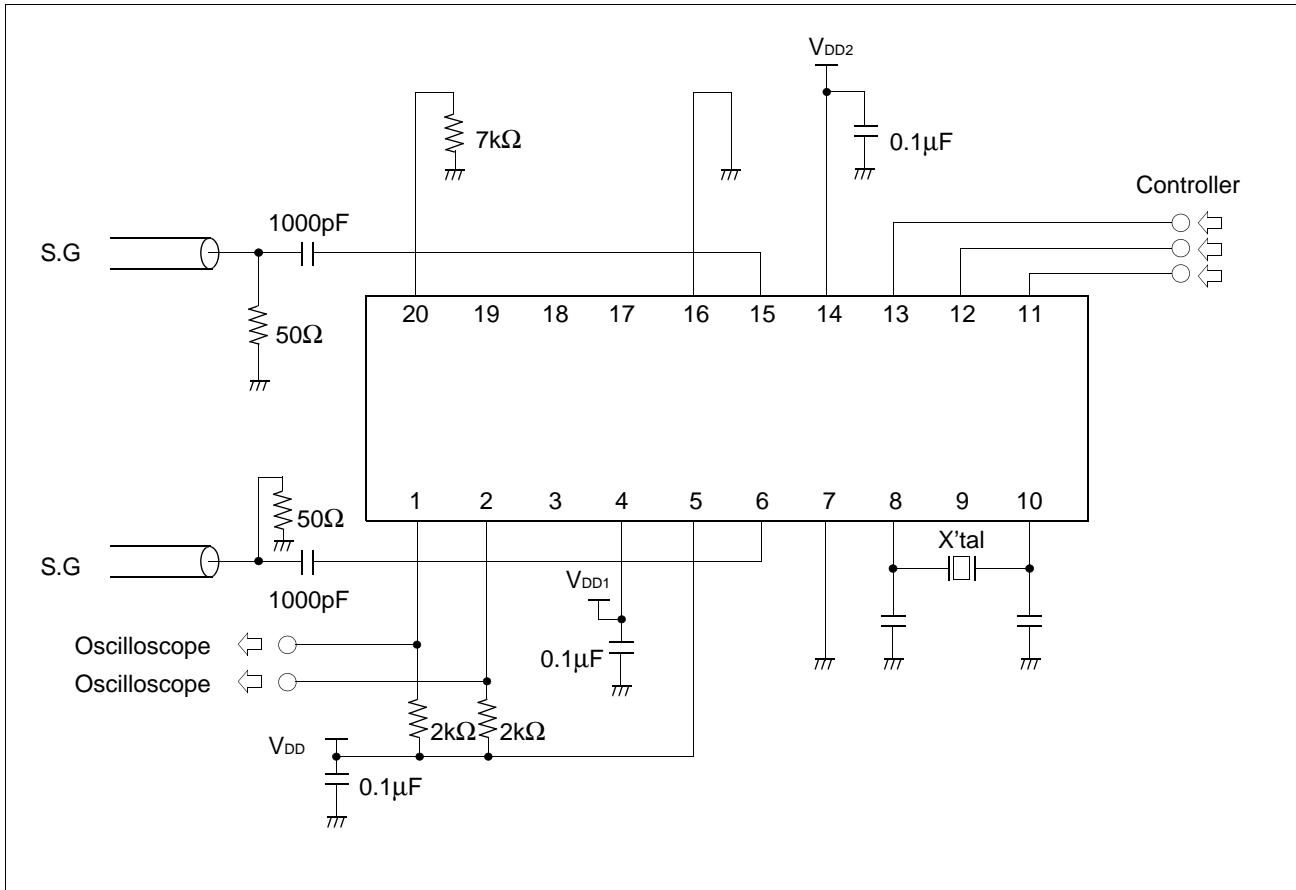 VDD2
7kΩ
0.1μF
Controller
1000pF
S.G
50Ω
20 19 18 17 16 15 14 13 12 11
1 2 3 4 5 6 7 8 9 10
50Ω
X'tal
S.G
VDD1
1000pF
Oscilloscope
0.1μF
Oscilloscope
2kΩ 2kΩ
VDD
0.1μF